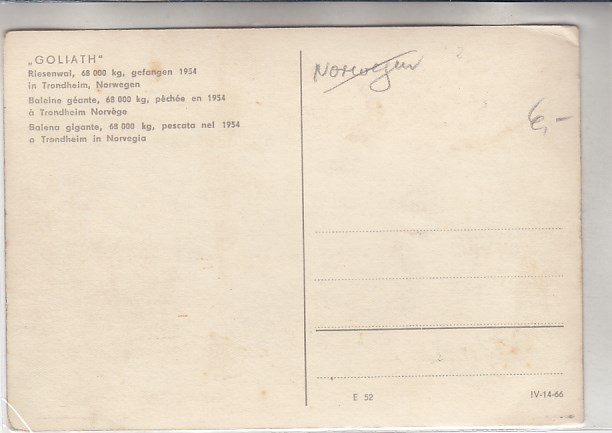 „GOLIATH"
Riesenwal, 68 000 kg, gefangen 1954
in Trondheim, Norwegen
Baleine géante, 68 000 kg, pêchée en 1954
à Trondheim Norvège
Balena gigante, 68 000 kg, pescata nel 1954
a Trondheim in Norvegia
Norwegen
6,-
E 52
IV-14-66